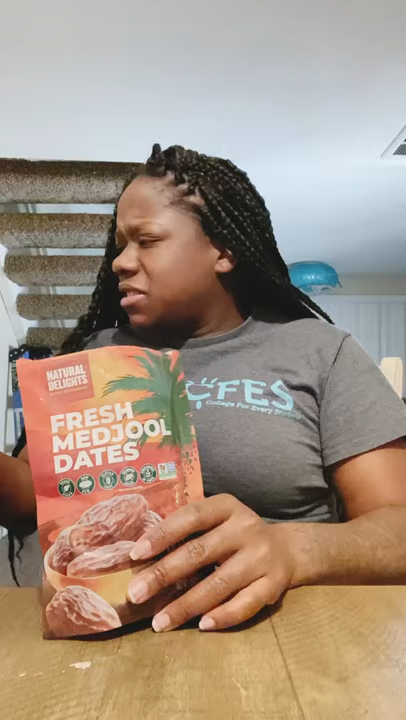 NATURAL
DELIGHTS
FRESH
MEDJOOL
DATES
CFES
College For Every Student